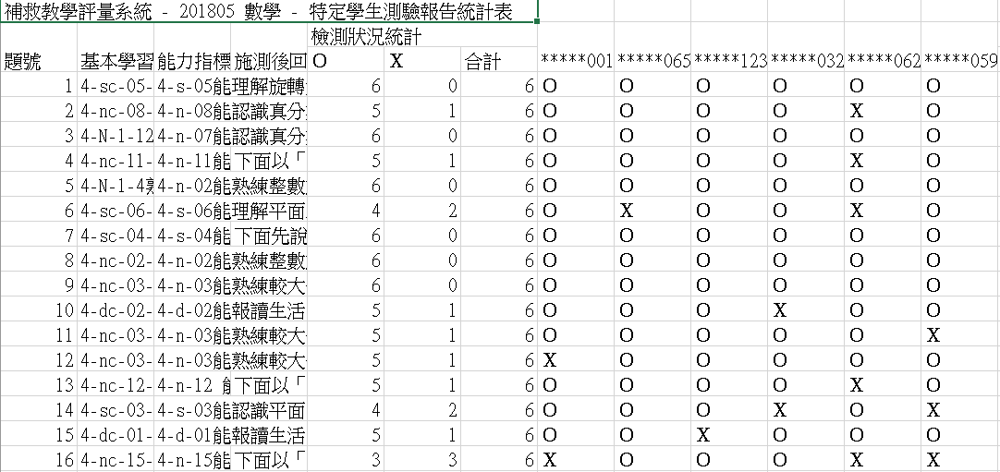 補救教學評量系統 - 201805 數學 - 特定學生測驗報告統計表
檢測狀況統計
題號 基本學習 能力指標 施測後回 O X 合計 *****001 *****065 *****123 *****032 *****062 *****059
1 4-sc-05- 4-s-05能 理解旋轉 6 0 6 O O O O O O
2 4-nc-08- 4-n-08能 認識真分 5 1 6 O O O O X O
3 4-N-1-12 4-n-07能 認識真分 6 0 6 O O O O O O
4 4-nc-11- 4-n-11能 下面以「 5 1 6 O O O O X O
5 4-N-1-4熟 4-n-02能 熟練整數 6 0 6 O O O O O O
6 4-sc-06- 4-s-06能 理解平面 4 2 6 O X O O X O
7 4-sc-04- 4-s-04能 下面先說 6 0 6 O O O O O O
8 4-nc-02- 4-n-02能 熟練整數 6 0 6 O O O O O O
9 4-nc-03- 4-n-03能 熟練較大 6 0 6 O O O O O O
10 4-dc-02- 4-d-02能 報讀生活 5 1 6 O O O X O O
11 4-nc-03- 4-n-03能 熟練較大 5 1 6 O O O O O X
12 4-nc-03- 4-n-03能 熟練較大 5 1 6 X O O O O O
13 4-nc-12- 4-n-12 下面以「 5 1 6 O O O O X O
14 4-sc-03- 4-s-03能 認識平面 4 2 6 O O O X O X
15 4-dc-01- 4-d-01能 報讀生活 5 1 6 O O X O O O
16 4-nc-15- 4-n-15能 下面以「 3 3 6 X O O O X X